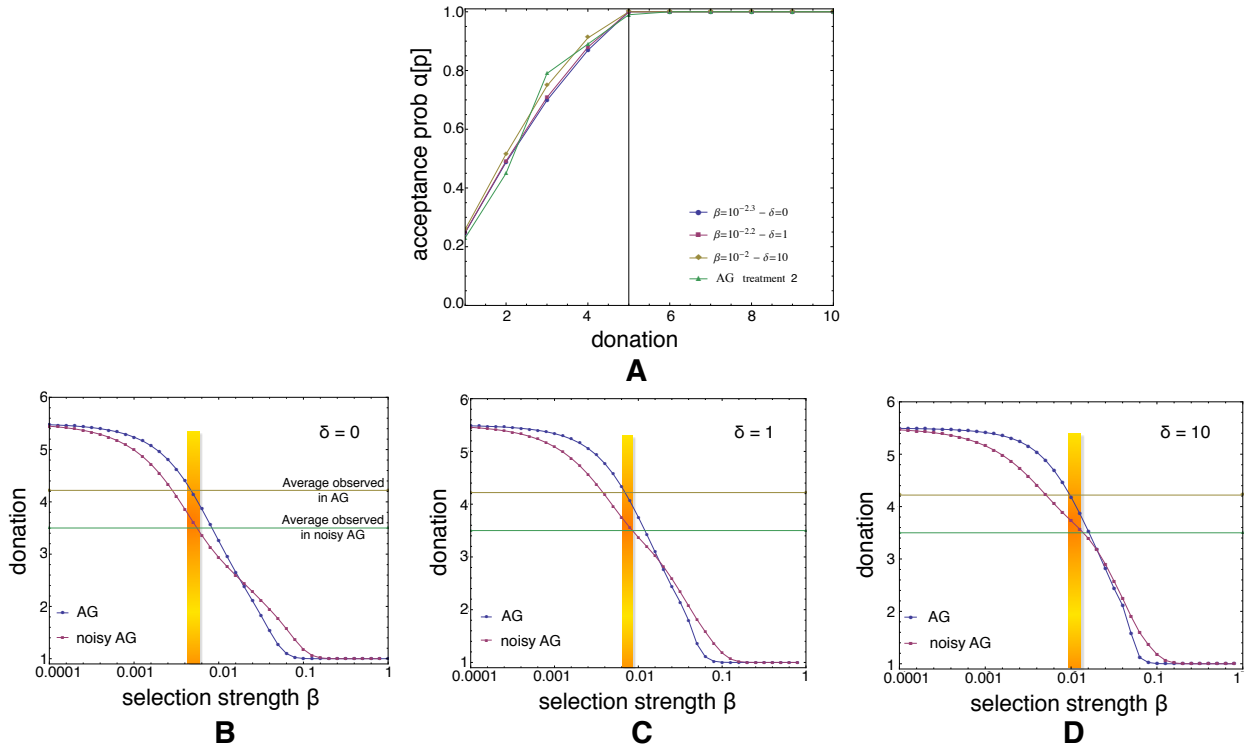 1.0
0.8
0.6
0.4
0.2
0.0
acceptance prob α[p]
β=10^-2.3 – δ=0
β=10^-2.2 – δ=1
β=10^-2 – δ=10
AG treatment 2
2 4 6 8 10
donation
A
6
5
4
3
2
1
donation
δ = 0
Average observed
in AG
Average observed
in noisy AG
AG
noisy AG
0.0001 0.001 0.01 0.1 1
selection strength β
B
6
5
4
3
2
1
donation
δ = 1
AG
noisy AG
0.0001 0.001 0.01 0.1 1
selection strength β
C
6
5
4
3
2
1
donation
δ = 10
AG
noisy AG
0.0001 0.001 0.01 0.1 1
selection strength β
D